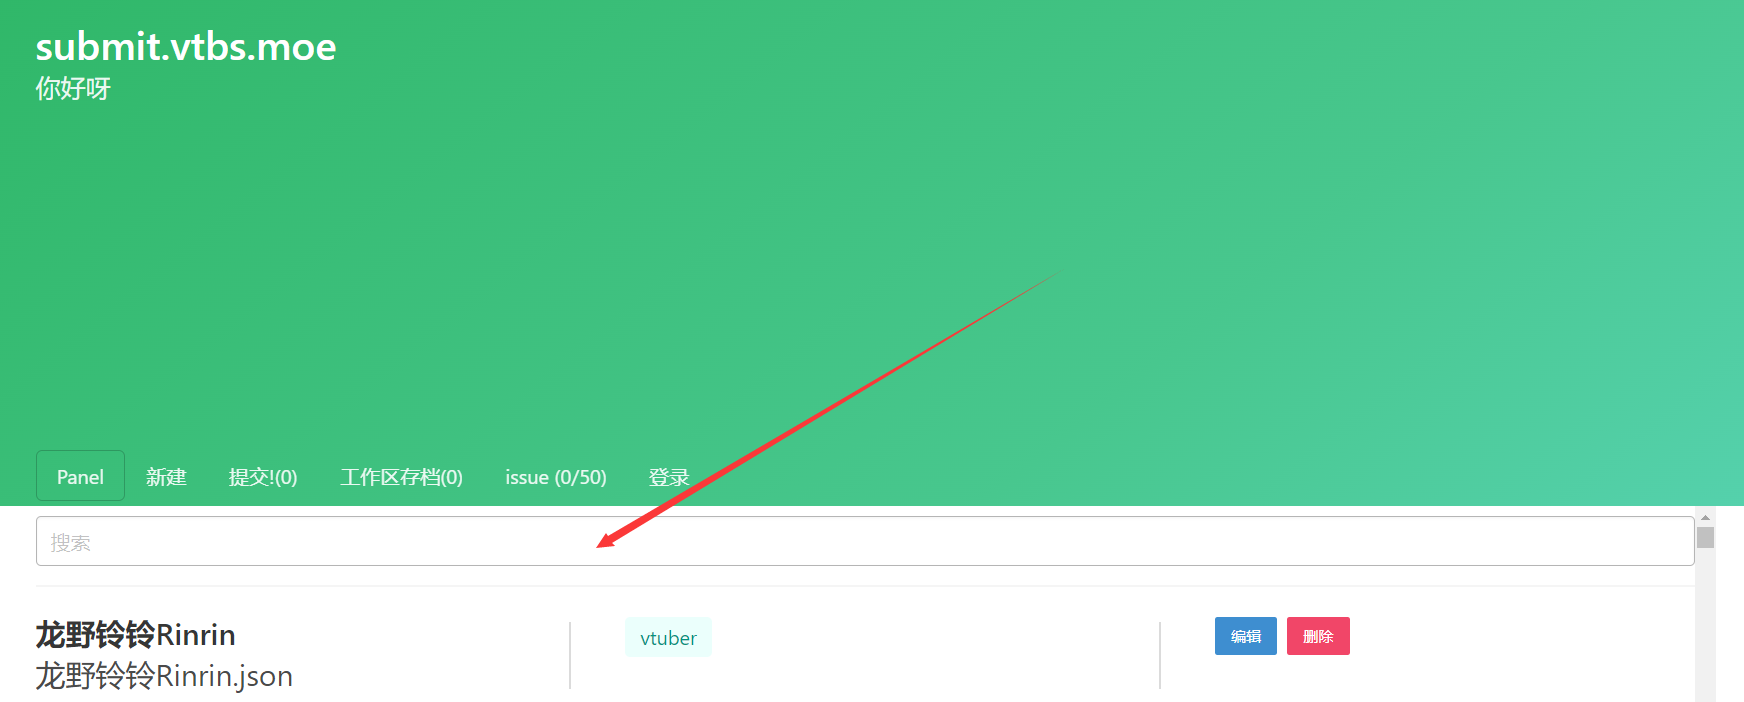 submit.vtbs.moe
你好呀
Panel 新建 提交!(0) 工作区存档(0) issue (0/50) 登录
搜索
龙野铃铃Rinrin vtuber 编辑 删除
龙野铃铃Rinrin.json